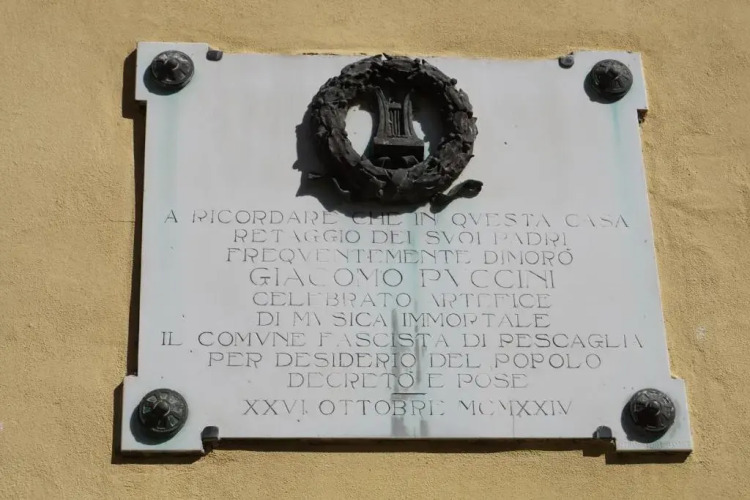 A RICORDARE CHE IN QVESTA CASA
RETAGGIO DEI SVOI PADRI
FREQVENTEMENTE DIMORÒ
GIACOMO PVCCINI
CELEBRATO ARTEFICE
DI MVSICA IMMORTALE
IL COMVNE FASCISTA DI PESCAGLIA
PER DESIDERIO DEL POPOLO
DECRETÒ E POSE
XXVI OTTOBRE MCMXXIV